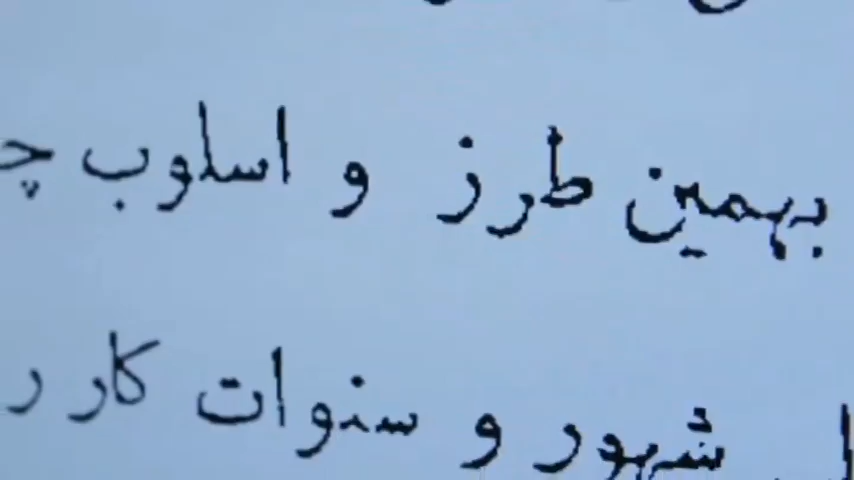 بهمین طرز و اسلوب
شهور و سنوات کار